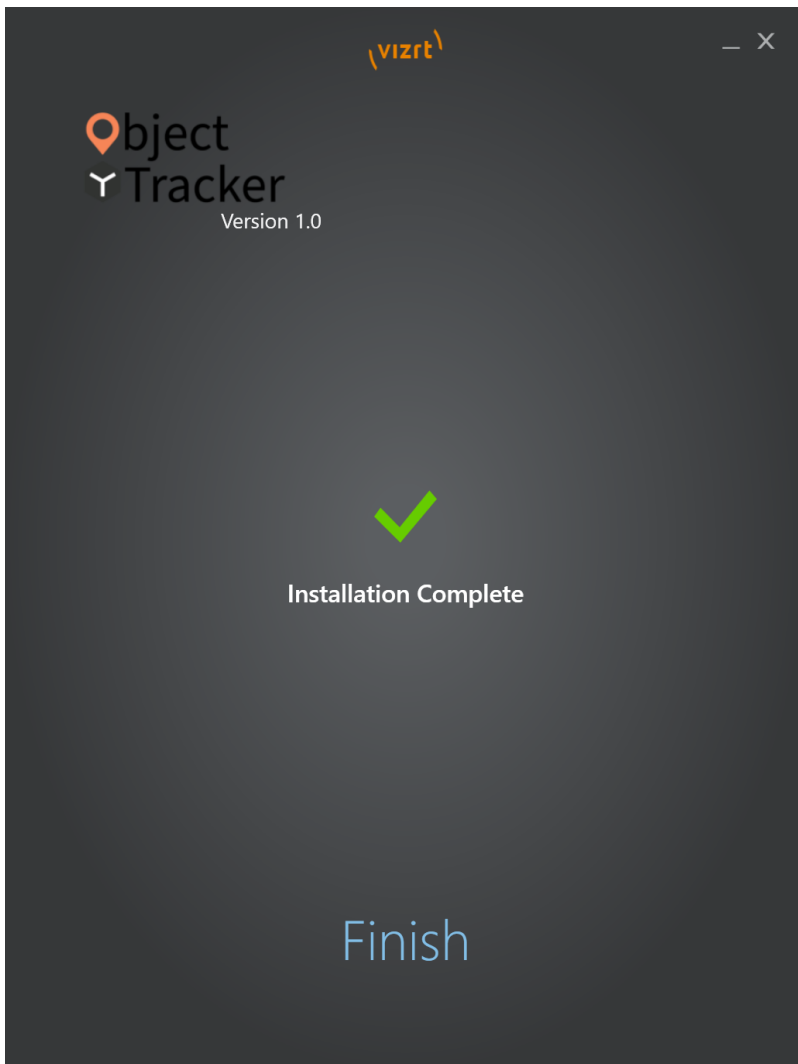 vizrt
Object
Tracker
Version 1.0
Installation Complete
Finish